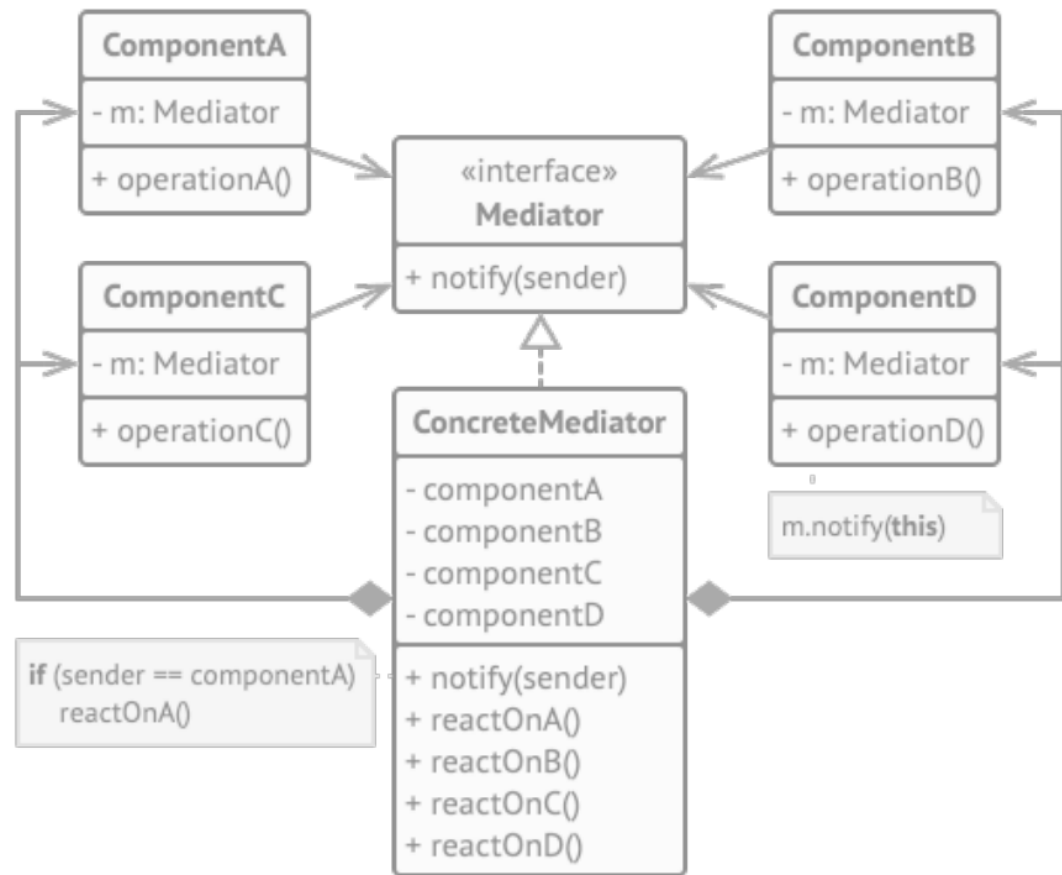 ComponentA
- m: Mediator
+ operationA()
ComponentB
- m: Mediator
+ operationB()
«interface»
Mediator
+ notify(sender)
ComponentC
- m: Mediator
+ operationC()
ComponentD
- m: Mediator
+ operationD()
m.notify(this)
ConcreteMediator
- componentA
- componentB
- componentC
- componentD
+ notify(sender)
+ reactOnA()
+ reactOnB()
+ reactOnC()
+ reactOnD()
if (sender == componentA)
reactOnA()